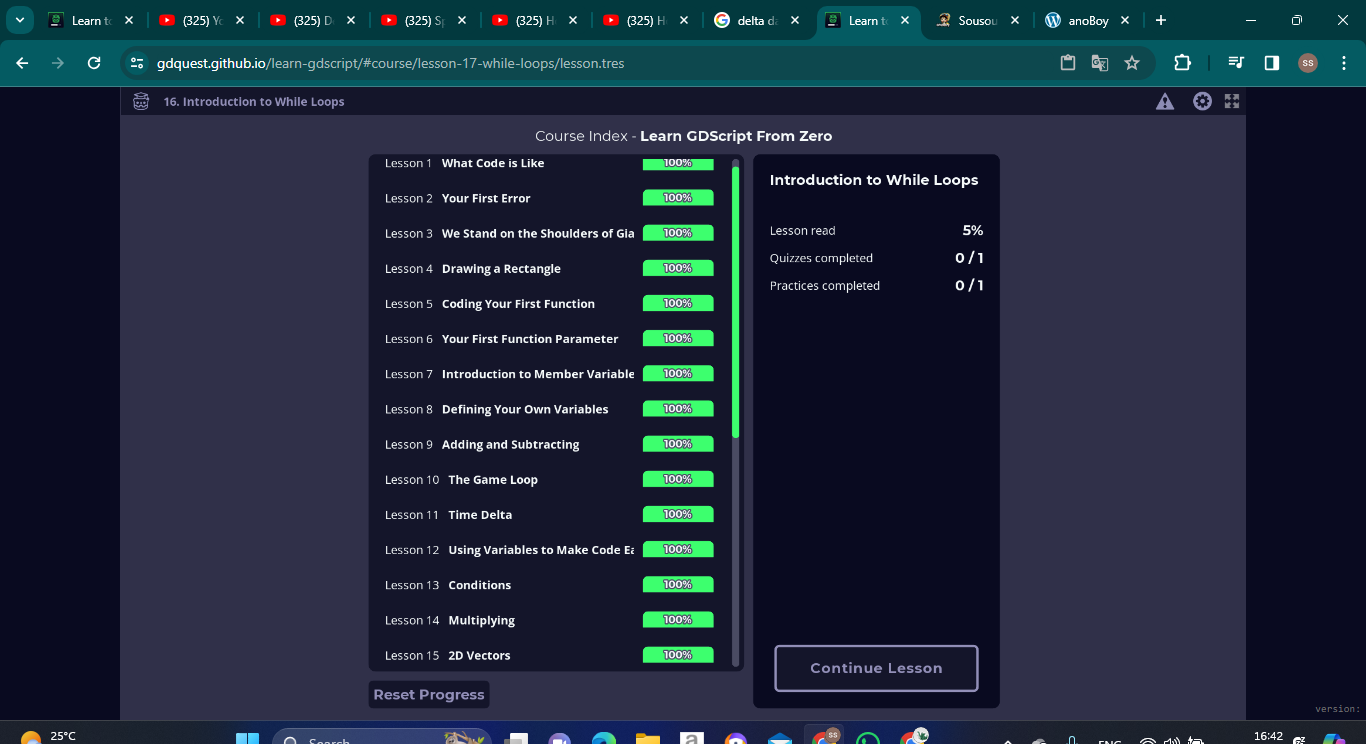 Learn to
(325) Yo
(325) D
(325) Sp
(325) H
(325) H
delta da
Learn to
Sousou
anoBoy
gdquest.github.io/learn-gdscript/#course/lesson-17-while-loops/lesson.tres
SS
16. Introduction to While Loops
Course Index - Learn GDScript From Zero
Lesson 1 What Code is Like 100%
Lesson 2 Your First Error 100%
Lesson 3 We Stand on the Shoulders of Gia 100%
Lesson 4 Drawing a Rectangle 100%
Lesson 5 Coding Your First Function 100%
Lesson 6 Your First Function Parameter 100%
Lesson 7 Introduction to Member Variable 100%
Lesson 8 Defining Your Own Variables 100%
Lesson 9 Adding and Subtracting 100%
Lesson 10 The Game Loop 100%
Lesson 11 Time Delta 100%
Lesson 12 Using Variables to Make Code Ea 100%
Lesson 13 Conditions 100%
Lesson 14 Multiplying 100%
Lesson 15 2D Vectors 100%
Reset Progress
Introduction to While Loops
Lesson read 5%
Quizzes completed 0 / 1
Practices completed 0 / 1
Continue Lesson
version:
25°C
Search
SS
ENG
16:42